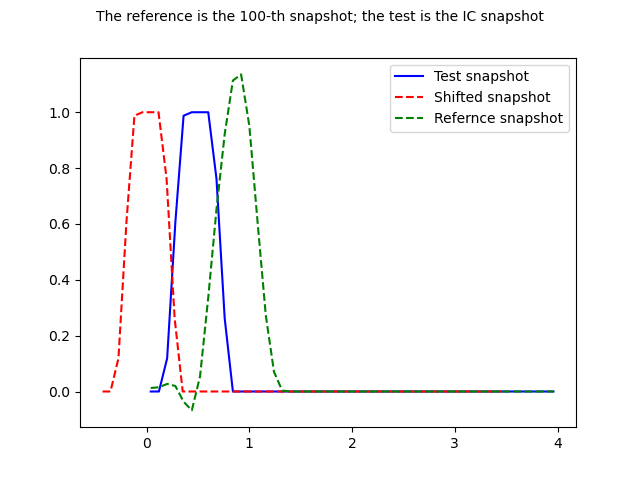 The reference is the 100-th snapshot; the test is the IC snapshot
Test snapshot
Shifted snapshot
Refernce snapshot
1.0
0.8
0.6
0.4
0.2
0.0
0 1 2 3 4